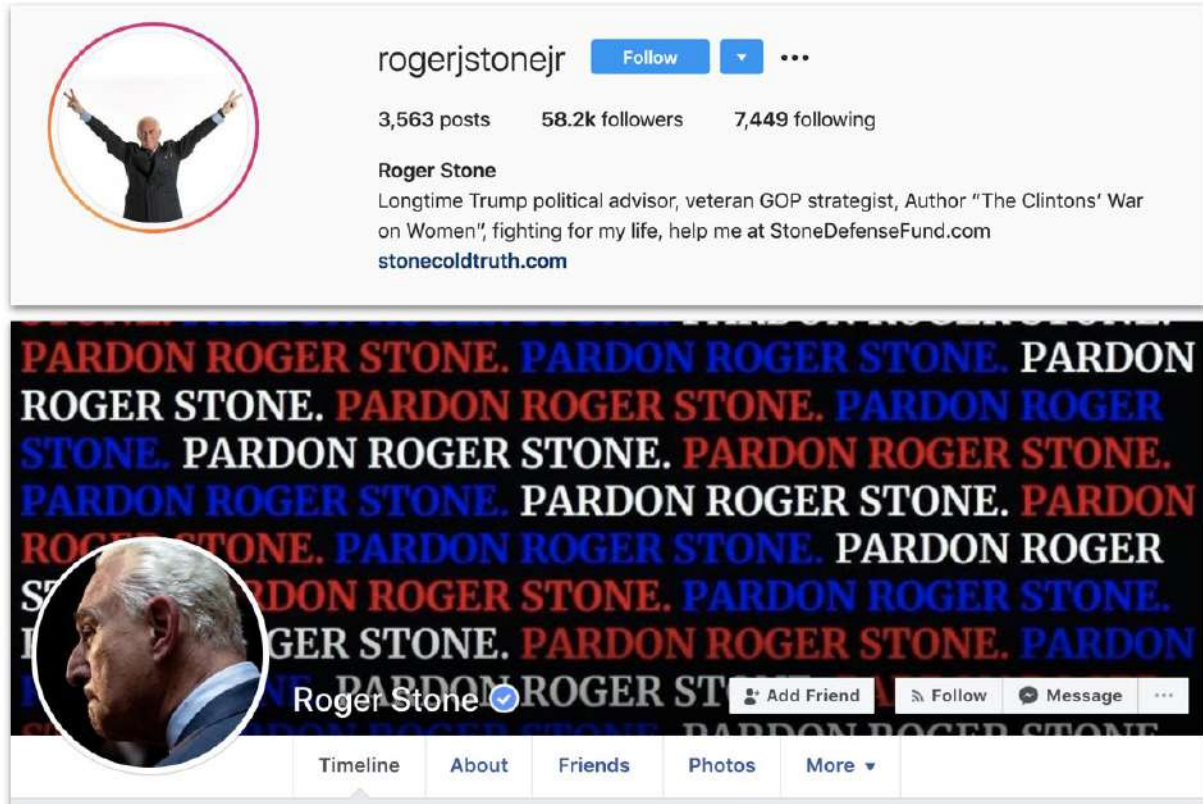 rogerjstonejr Follow
3,563 posts 58.2k followers 7,449 following
Roger Stone
Longtime Trump political advisor, veteran GOP strategist, Author "The Clintons' War
on Women", fighting for my life, help me at StoneDefenseFund.com
stonecoldtruth.com
PARDON ROGER STONE. PARDON ROGER STONE. PARDON
ROGER STONE. PARDON ROGER STONE. PARDON ROGER
STONE. PARDON ROGER STONE. PARDON ROGER STONE.
PARDON ROGER STONE. PARDON ROGER STONE. PARDON
ROGER STONE. PARDON ROGER STONE. PARDON ROGER
PARDON ROGER STONE. PARDON ROGER STONE.
ROGER STONE. PARDON ROGER STONE. PARDON
PARDON ROGER
Roger Stone Add Friend Follow Message
Timeline About Friends Photos More